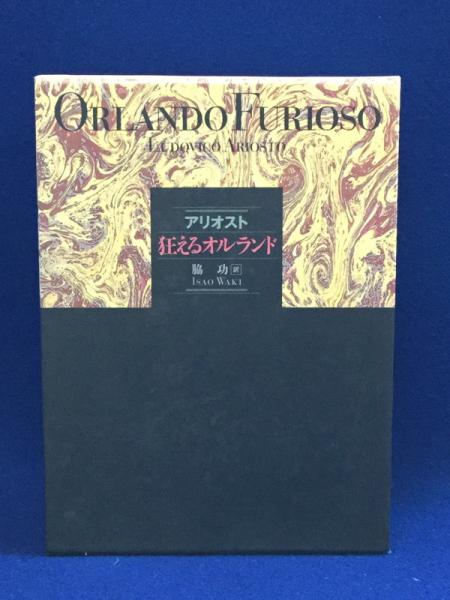 ORLANDO FURIOSO
LUDOVICO ARIOSTO
アリオスト
狂えるオルランド
脇 功 訳
ISAO WAKI